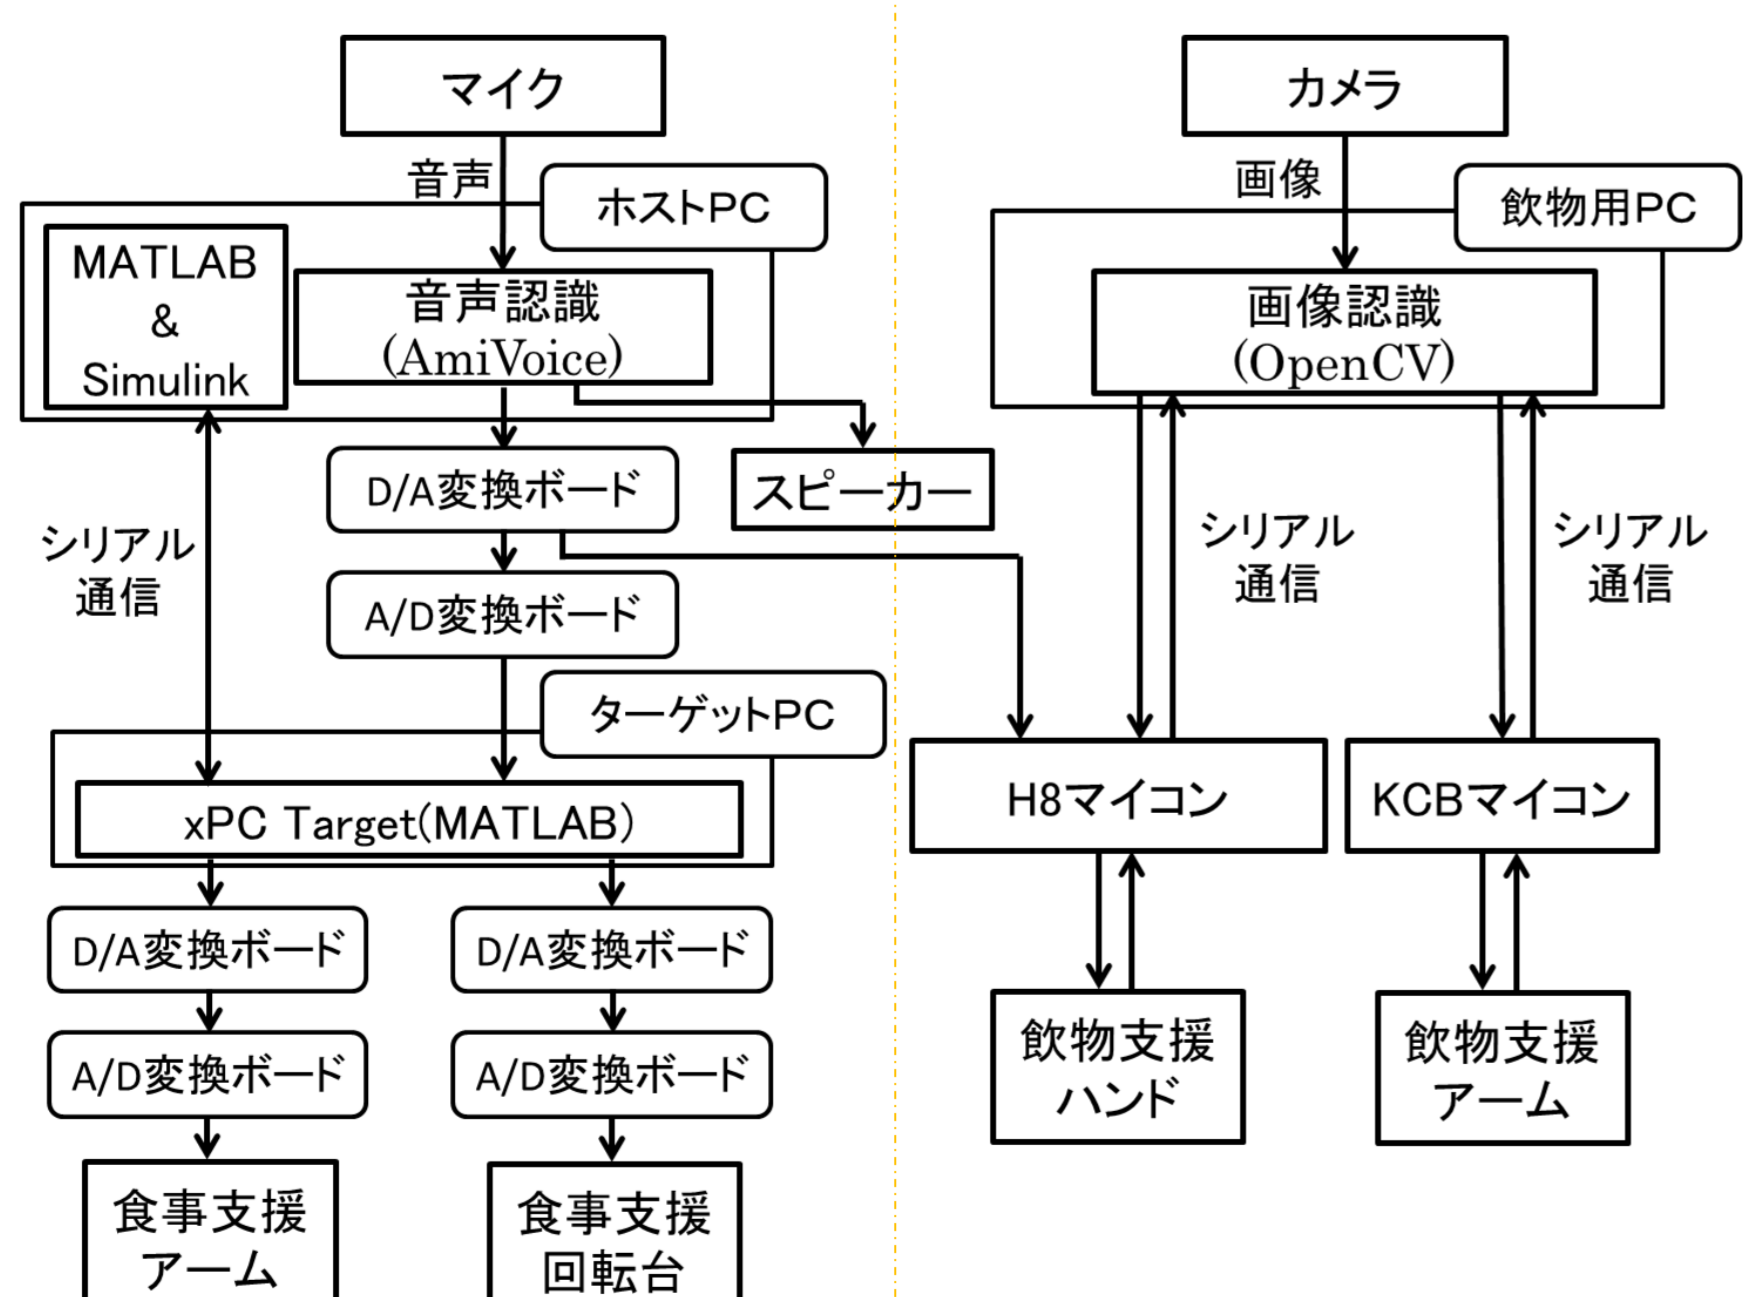 マイク
カメラ
音声
ホストPC
画像
飲物用PC
MATLAB
&
Simulink
音声認識
(AmiVoice)
画像認識
(OpenCV)
D/A変換ボード
スピーカー
シリアル
通信
シリアル
通信
シリアル
通信
A/D変換ボード
ターゲットPC
xPC Target(MATLAB)
H8マイコン
KCBマイコン
D/A変換ボード
D/A変換ボード
A/D変換ボード
A/D変換ボード
飲物支援
ハンド
飲物支援
アーム
食事支援
アーム
食事支援
回転台